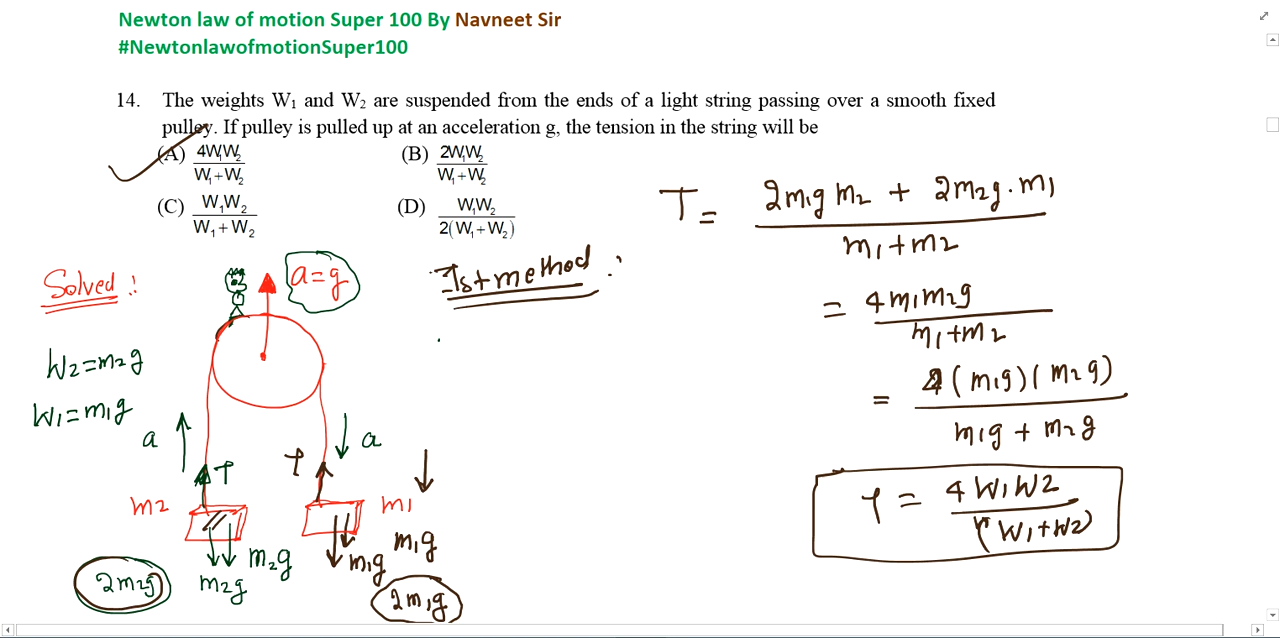 Newton law of motion Super 100 By Navneet Sir
#NewtonlawofmotionSuper100
14. The weights W₁ and W₂ are suspended from the ends of a light string passing over a smooth fixed
pulley. If pulley is pulled up at an acceleration g, the tension in the string will be
(A) 4W₁W₂ / W₁+W₂ (B) 2W₁W₂ / W₁+W₂
(C) W₁W₂ / W₁+W₂ (D) W₁W₂ / 2(W₁+W₂)
Solved :
a=g
Ist method :
W2=m2g
W1=m1g
a
T
T
a
m2
m1
m2g
m2g
m1g
m1g
2m2g
2m1g
T = 2m1g m2 + 2m2g.m1 / m1+m2
= 4m1m2g / m1+m2
= 4(m1g)(m2g) / m1g + m2g
T = 4W1W2 / (W1+W2)